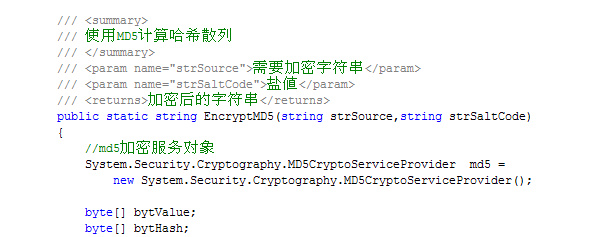 /// <summary>
/// 使用MD5计算哈希散列
/// </summary>
/// <param name="strSource">需要加密字符串</param>
/// <param name="strSaltCode">盐值</param>
/// <returns>加密后的字符串</returns>
public static string EncryptMD5(string strSource,string strSaltCode)
{
//md5加密服务对象
System.Security.Cryptography.MD5CryptoServiceProvider  md5 =
new System.Security.Cryptography.MD5CryptoServiceProvider();
byte[] bytValue;
byte[] bytHash;